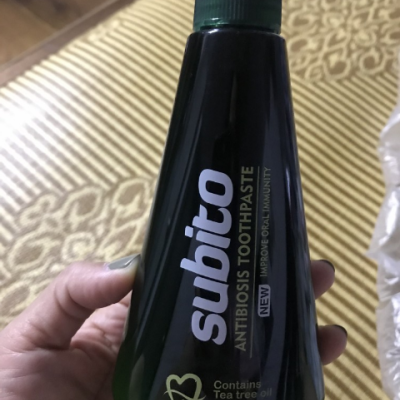 subito
ANTIBIOSIS TOOTHPASTE
NEW IMPROVE ORAL IMMUNITY
Contains
Tea tree oil